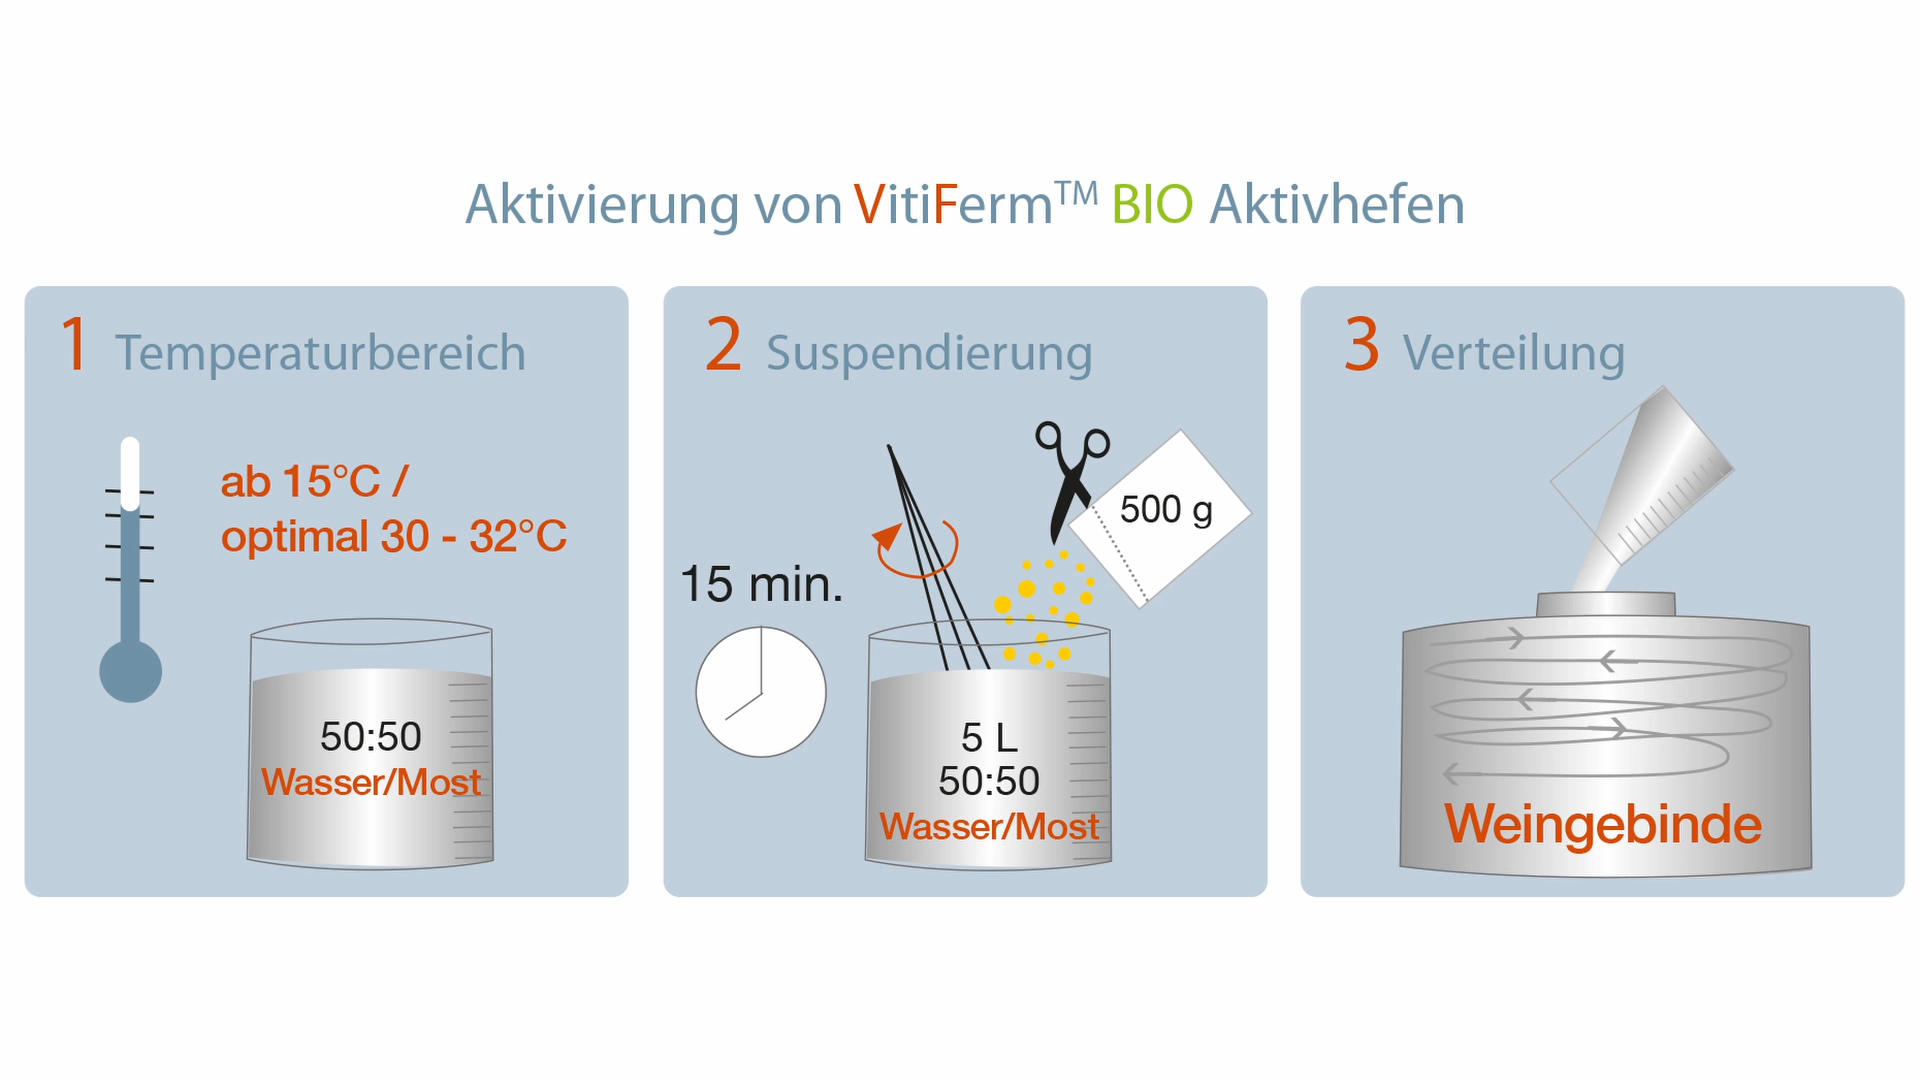 Aktivierung von VitiFerm™ BIO Aktivhefen
1 Temperaturbereich
ab 15°C /
optimal 30 - 32°C
50:50
Wasser/Most
2 Suspendierung
500 g
15 min.
5 L
50:50
Wasser/Most
3 Verteilung
Weingebinde